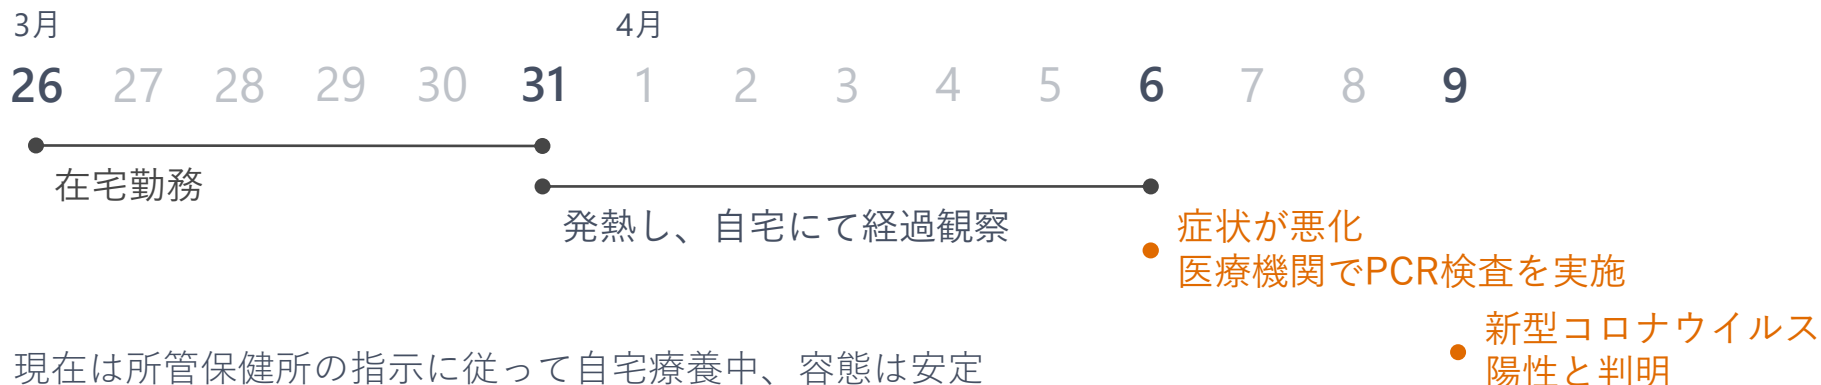 3月 4月
26 27 28 29 30 31 1 2 3 4 5 6 7 8 9
在宅勤務
発熱し、自宅にて経過観察
症状が悪化
医療機関でPCR検査を実施
新型コロナウイルス
陽性と判明
現在は所管保健所の指示に従って自宅療養中、容態は安定